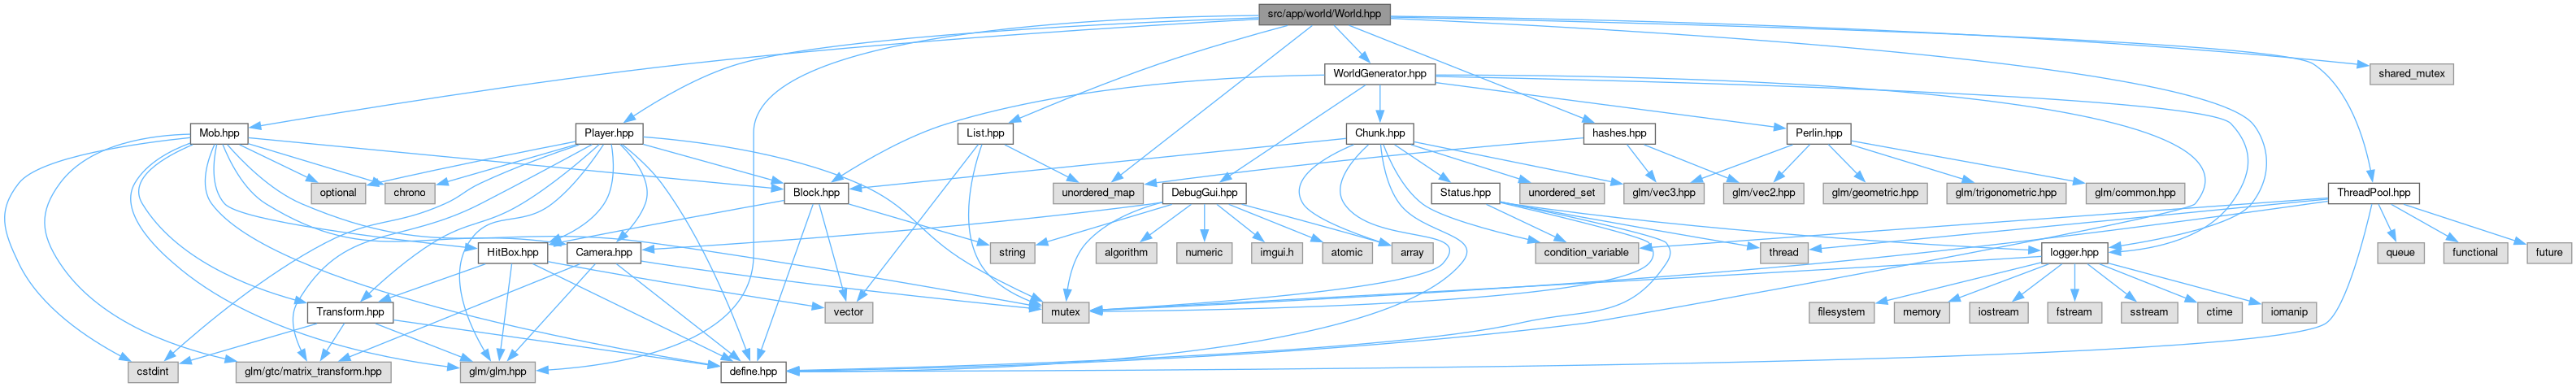 src/app/world/World.hpp
WorldGenerator.hpp
shared_mutex
Mob.hpp
Player.hpp
List.hpp
Chunk.hpp
hashes.hpp
Perlin.hpp
optional
chrono
Block.hpp
unordered_map
DebugGui.hpp
Status.hpp
unordered_set
glm/vec3.hpp
glm/vec2.hpp
glm/geometric.hpp
glm/trigonometric.hpp
glm/common.hpp
ThreadPool.hpp
HitBox.hpp
Camera.hpp
string
algorithm
numeric
imgui.h
atomic
array
condition_variable
thread
logger.hpp
queue
functional
future
Transform.hpp
vector
mutex
filesystem
memory
iostream
fstream
sstream
ctime
iomanip
cstdint
glm/gtc/matrix_transform.hpp
glm/glm.hpp
define.hpp